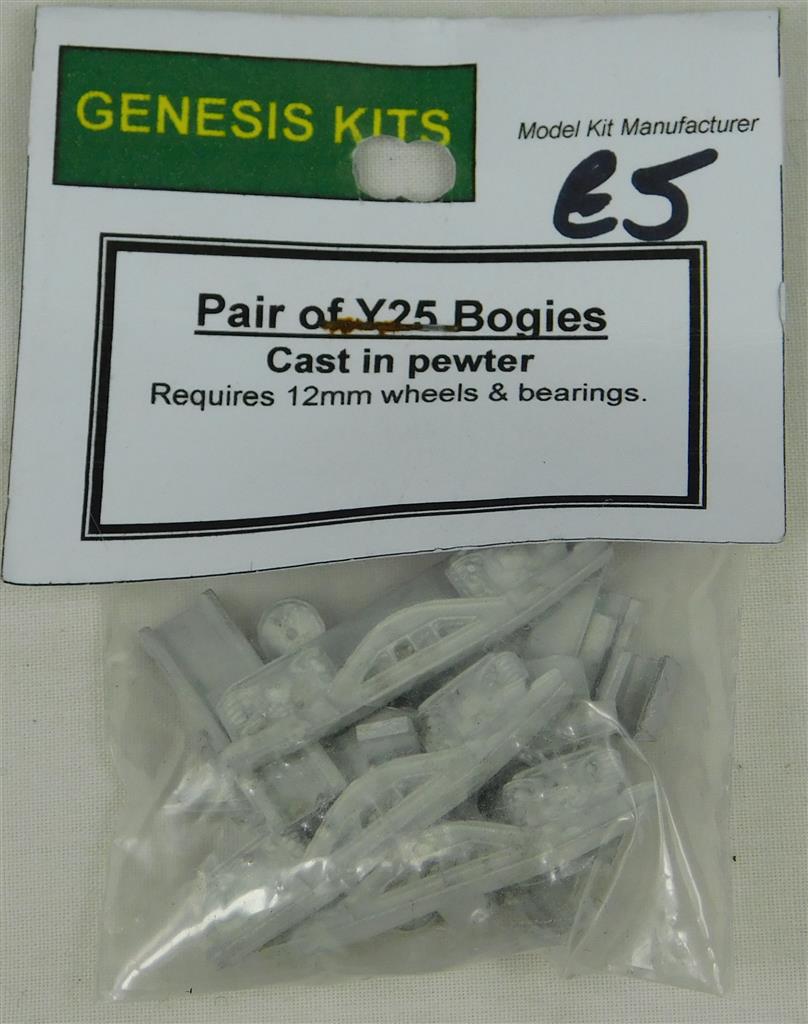 GENESIS KITS
Model Kit Manufacturer
£5
Pair of Y25 Bogies
Cast in pewter
Requires 12mm wheels & bearings.